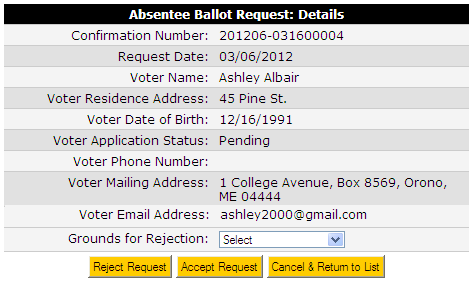 Absentee Ballot Request: Details
Confirmation Number: 201206-031600004
Request Date: 03/06/2012
Voter Name: Ashley Albair
Voter Residence Address: 45 Pine St.
Voter Date of Birth: 12/16/1991
Voter Application Status: Pending
Voter Phone Number:
Voter Mailing Address: 1 College Avenue, Box 8569, Orono,
ME 04444
Voter Email Address: ashley2000@gmail.com
Grounds for Rejection: Select
Reject Request Accept Request Cancel & Return to List